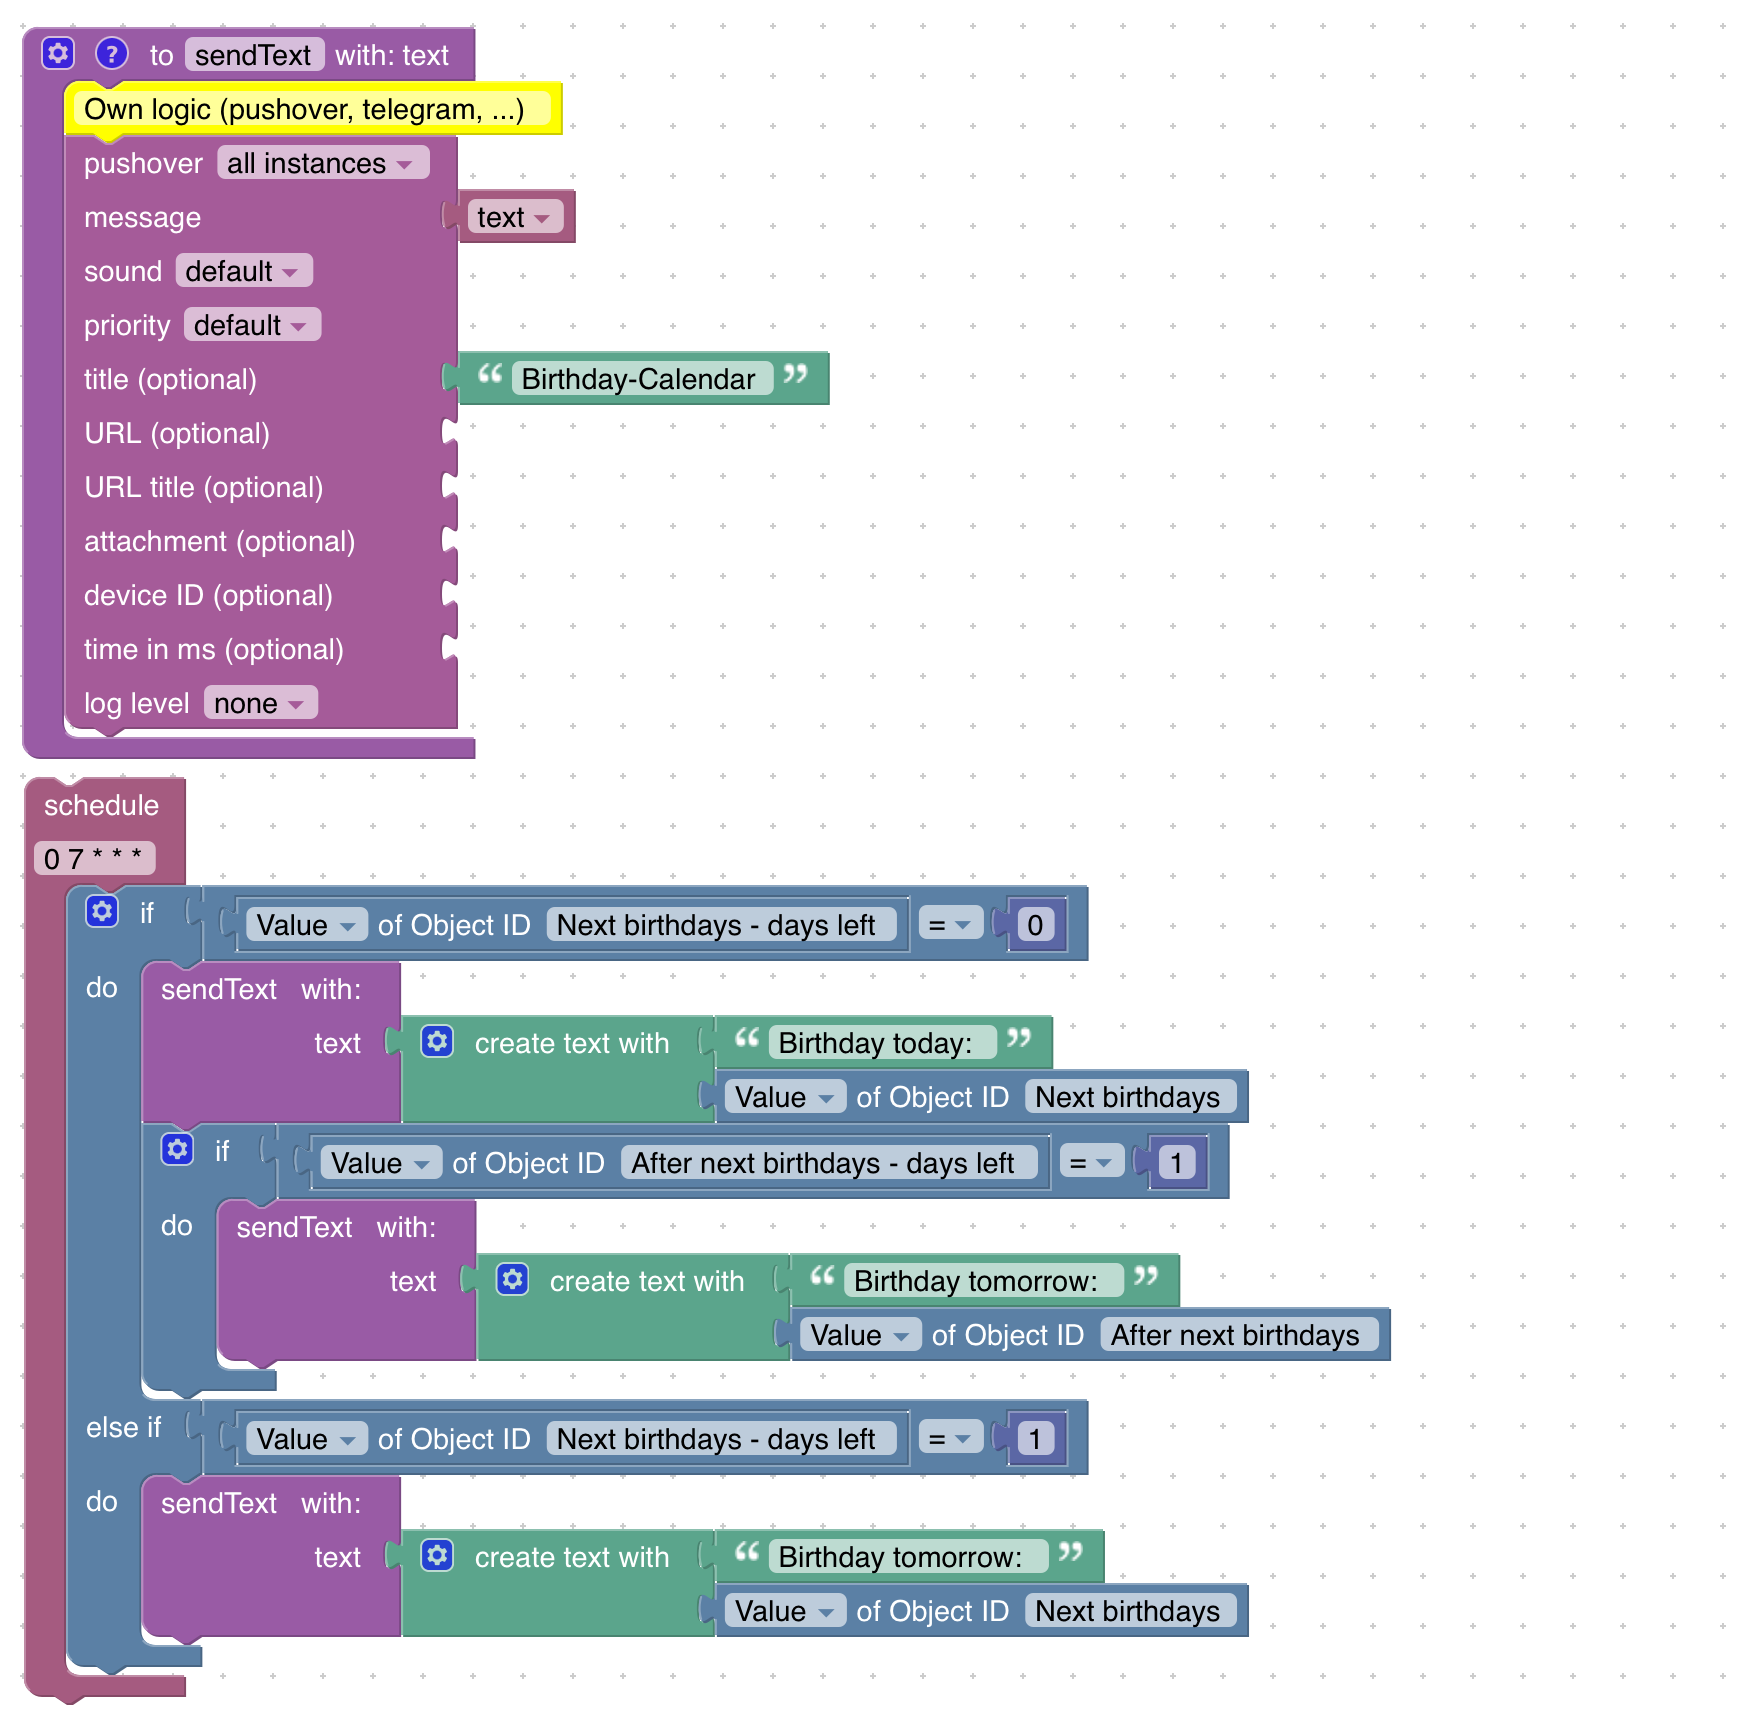 ? to sendText with: text
Own logic (pushover, telegram, ...)
pushover all instances
message text
sound default
priority default
title (optional) “ Birthday-Calendar ”
URL (optional)
URL title (optional)
attachment (optional)
device ID (optional)
time in ms (optional)
log level none
schedule
0 7 * * *
if Value of Object ID Next birthdays - days left = 0
do sendText with:
text create text with “ Birthday today: ”
Value of Object ID Next birthdays
if Value of Object ID After next birthdays - days left = 1
do sendText with:
text create text with “ Birthday tomorrow: ”
Value of Object ID After next birthdays
else if Value of Object ID Next birthdays - days left = 1
do sendText with:
text create text with “ Birthday tomorrow: ”
Value of Object ID Next birthdays